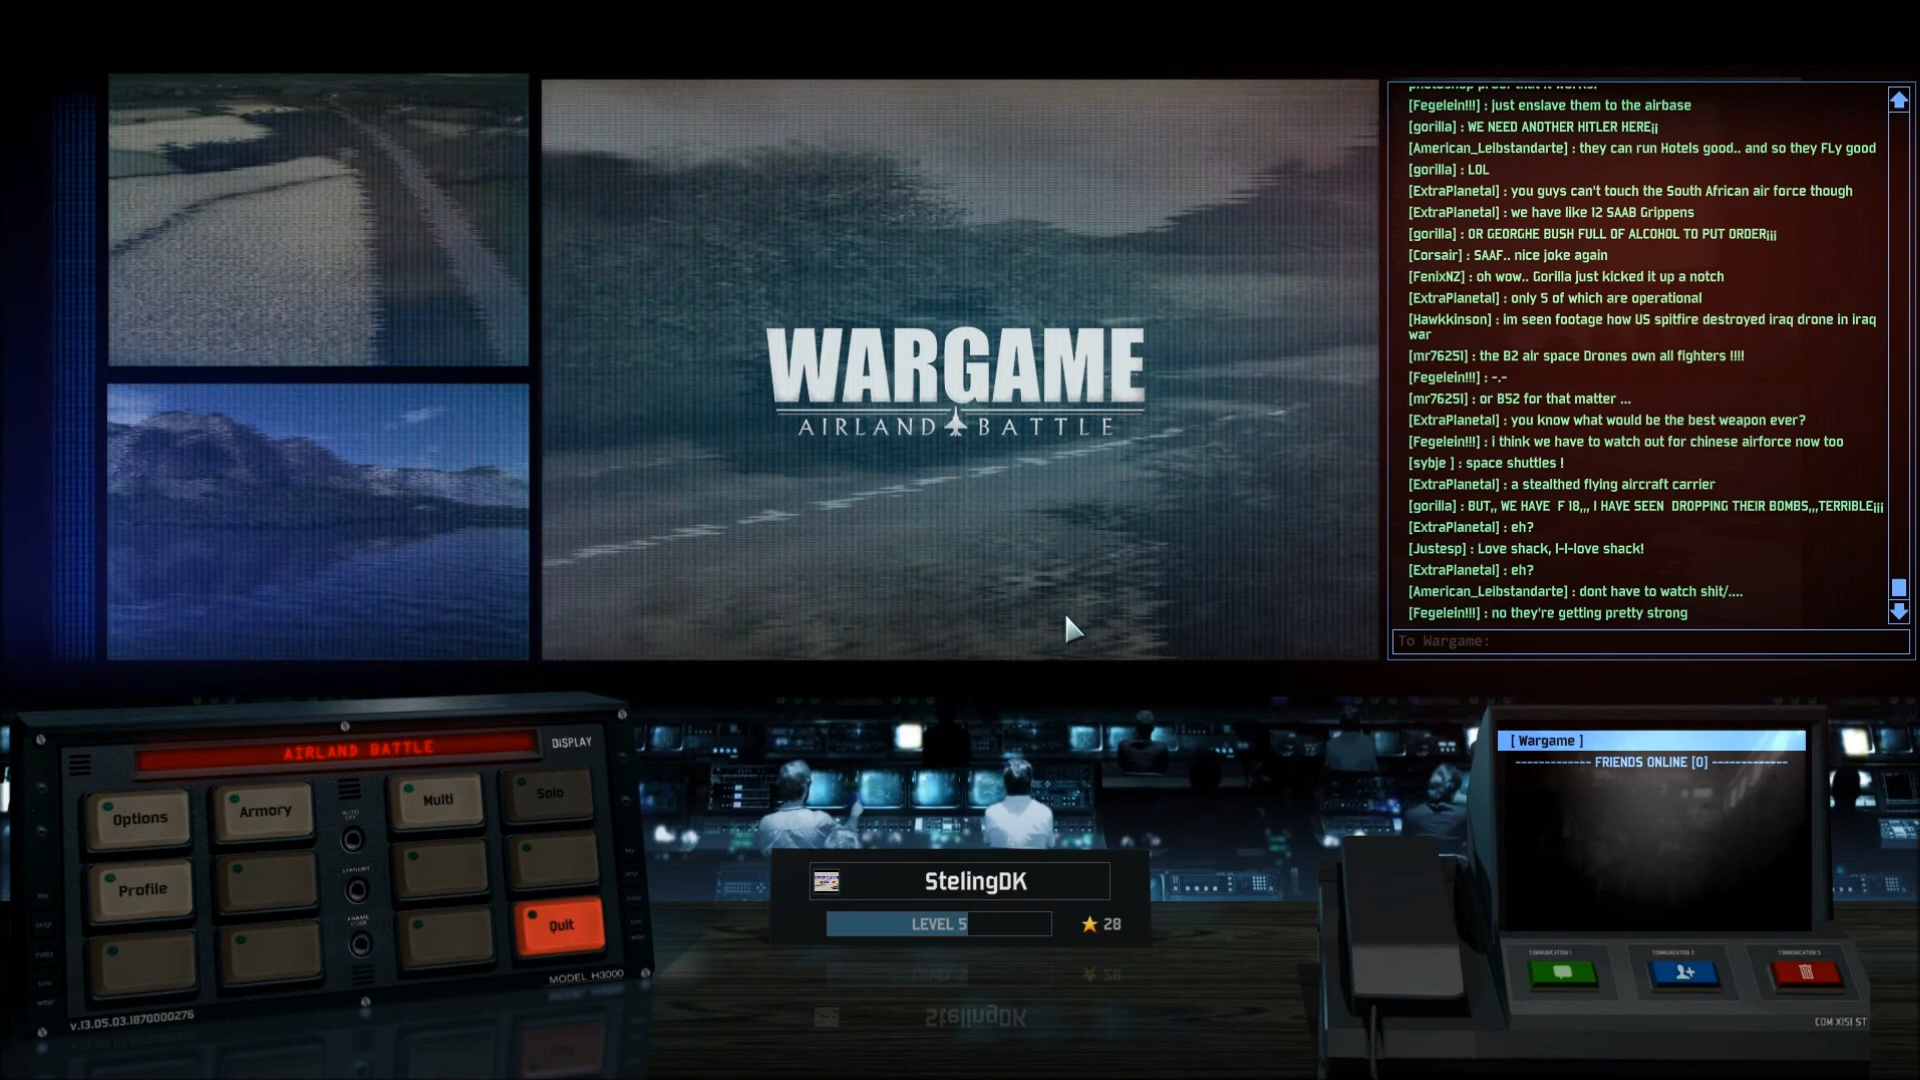 [Fegelein!!!] : just enslave them to the airbase
[gorilla] : WE NEED ANOTHER HITLER HERE¡¡
[American_Leibstandarte] : they can run Hotels good.. and so they FLy good
[gorilla] : LOL
[ExtraPlanetal] : you guys can't touch the South African air force though
[ExtraPlanetal] : we have like 12 SAAB Grippens
[gorilla] : OR GEORGHE BUSH FULL OF ALCOHOL TO PUT ORDER¡¡¡
[Corsair] : SAAF.. nice joke again
[FenixNZ] : oh wow.. Gorilla just kicked it up a notch
[ExtraPlanetal] : only 5 of which are operational
[Hawkkinson] : im seen footage how US spitfire destroyed iraq drone in iraq
war
[mr76251] : the B2 air space Drones own all fighters !!!!
[Fegelein!!!] : -.-
[mr76251] : or B52 for that matter ...
[ExtraPlanetal] : you know what would be the best weapon ever?
[Fegelein!!!] : i think we have to watch out for chinese airforce now too
[sybje ] : space shuttles !
[ExtraPlanetal] : a stealthed flying aircraft carrier
[gorilla] : BUT,, WE HAVE F 18,,, I HAVE SEEN DROPPING THEIR BOMBS,,,TERRIBLE¡¡¡
[ExtraPlanetal] : eh?
[Justesp] : Love shack, l-l-love shack!
[ExtraPlanetal] : eh?
[American_Leibstandarte] : dont have to watch shit/....
[Fegelein!!!] : no they're getting pretty strong
To Wargame:
WARGAME
AIRLAND BATTLE
AIRLAND BATTLE
DISPLAY
Options
Armory
Multi
Solo
Profile
Quit
STANDBY
MODEL H3000
v.13.05.03.1870000276
StelingDK
LEVEL 5
28
[ Wargame ]
------------- FRIENDS ONLINE [0] -------------
COMMUNICATION 1
COMMUNICATION 2
COMMUNICATION 3
COM X1S1 ST